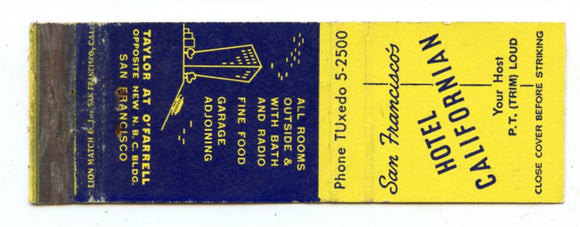 San Francisco's
HOTEL
CALIFORNIAN
Your Host
P.T. (TRIM) LOUD
CLOSE COVER BEFORE STRIKING
Phone TUxedo 5-2500
ALL ROOMS
OUTSIDE &
WITH BATH
AND RADIO
FINE FOOD
GARAGE
ADJOINING
TAYLOR AT O'FARRELL
OPPOSITE NEW N.B.C. BLDG.
SAN FRANCISCO
LION MATCH C. Inc. SAN FRANCISCO, CAL.